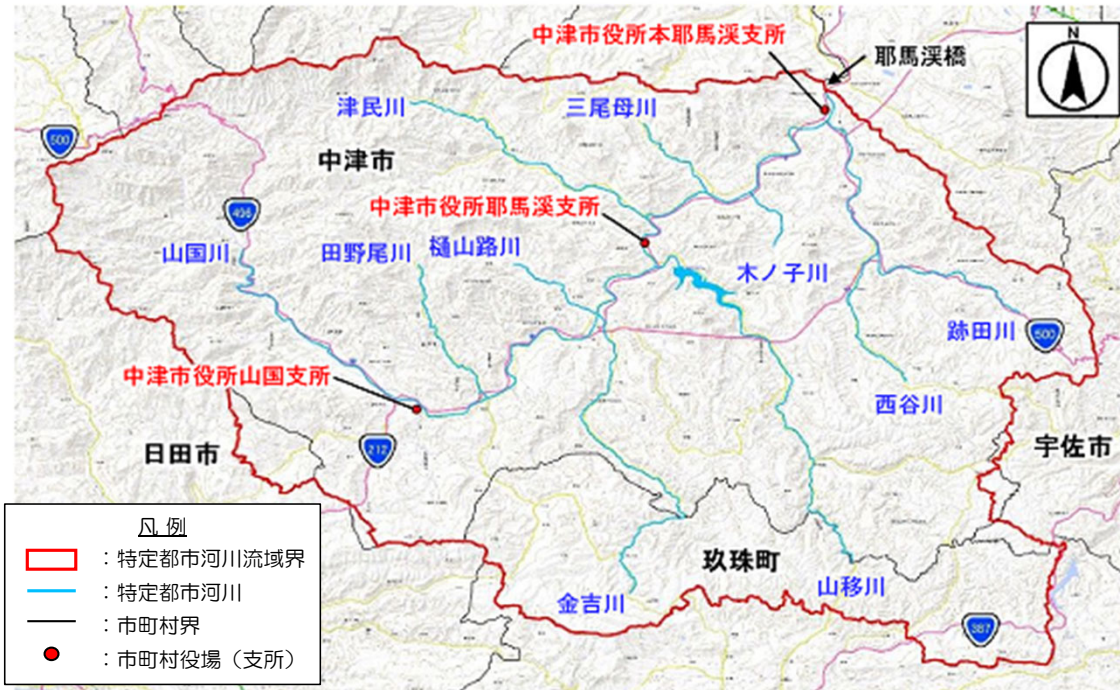 中津市役所本耶馬渓支所
耶馬渓橋
N
津民川
三尾母川
500
中津市
中津市役所耶馬渓支所
496
山国川
田野尾川
樋山路川
木ノ子川
跡田川
500
中津市役所山国支所
西谷川
日田市
212
宇佐市
凡 例
:特定都市河川流域界
:特定都市河川
:市町村界
:市町村役場(支所)
玖珠町
金吉川
山移川
387